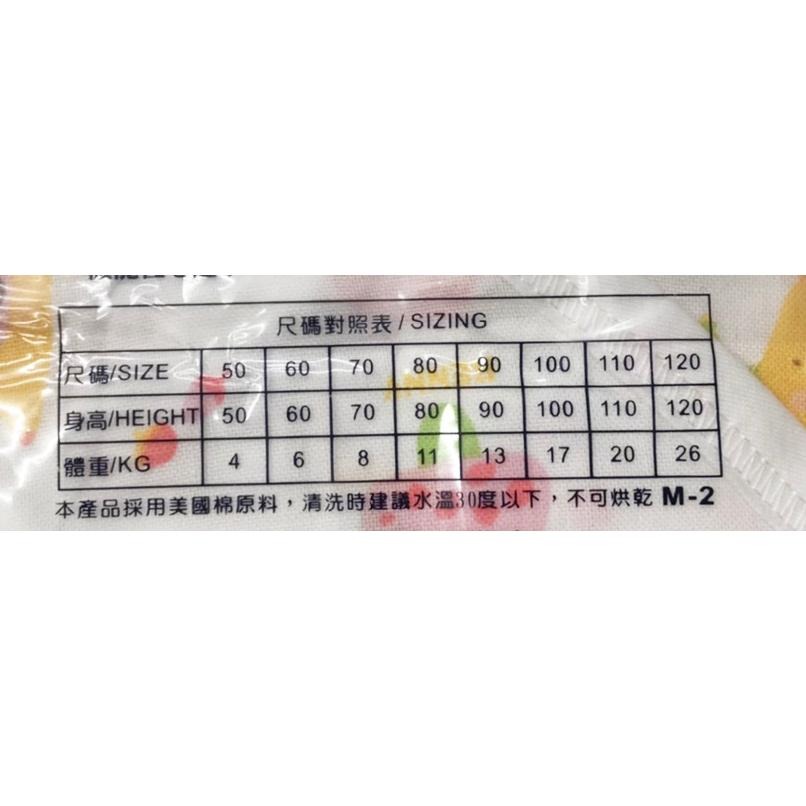 尺碼對照表/SIZING
尺碼/SIZE 50 60 70 80 90 100 110 120
身高/HEIGHT 50 60 70 80 90 100 110 120
體重/KG 4 6 8 11 13 17 20 26
本產品採用美國棉原料，清洗時建議水溫30度以下，不可烘乾 M-2